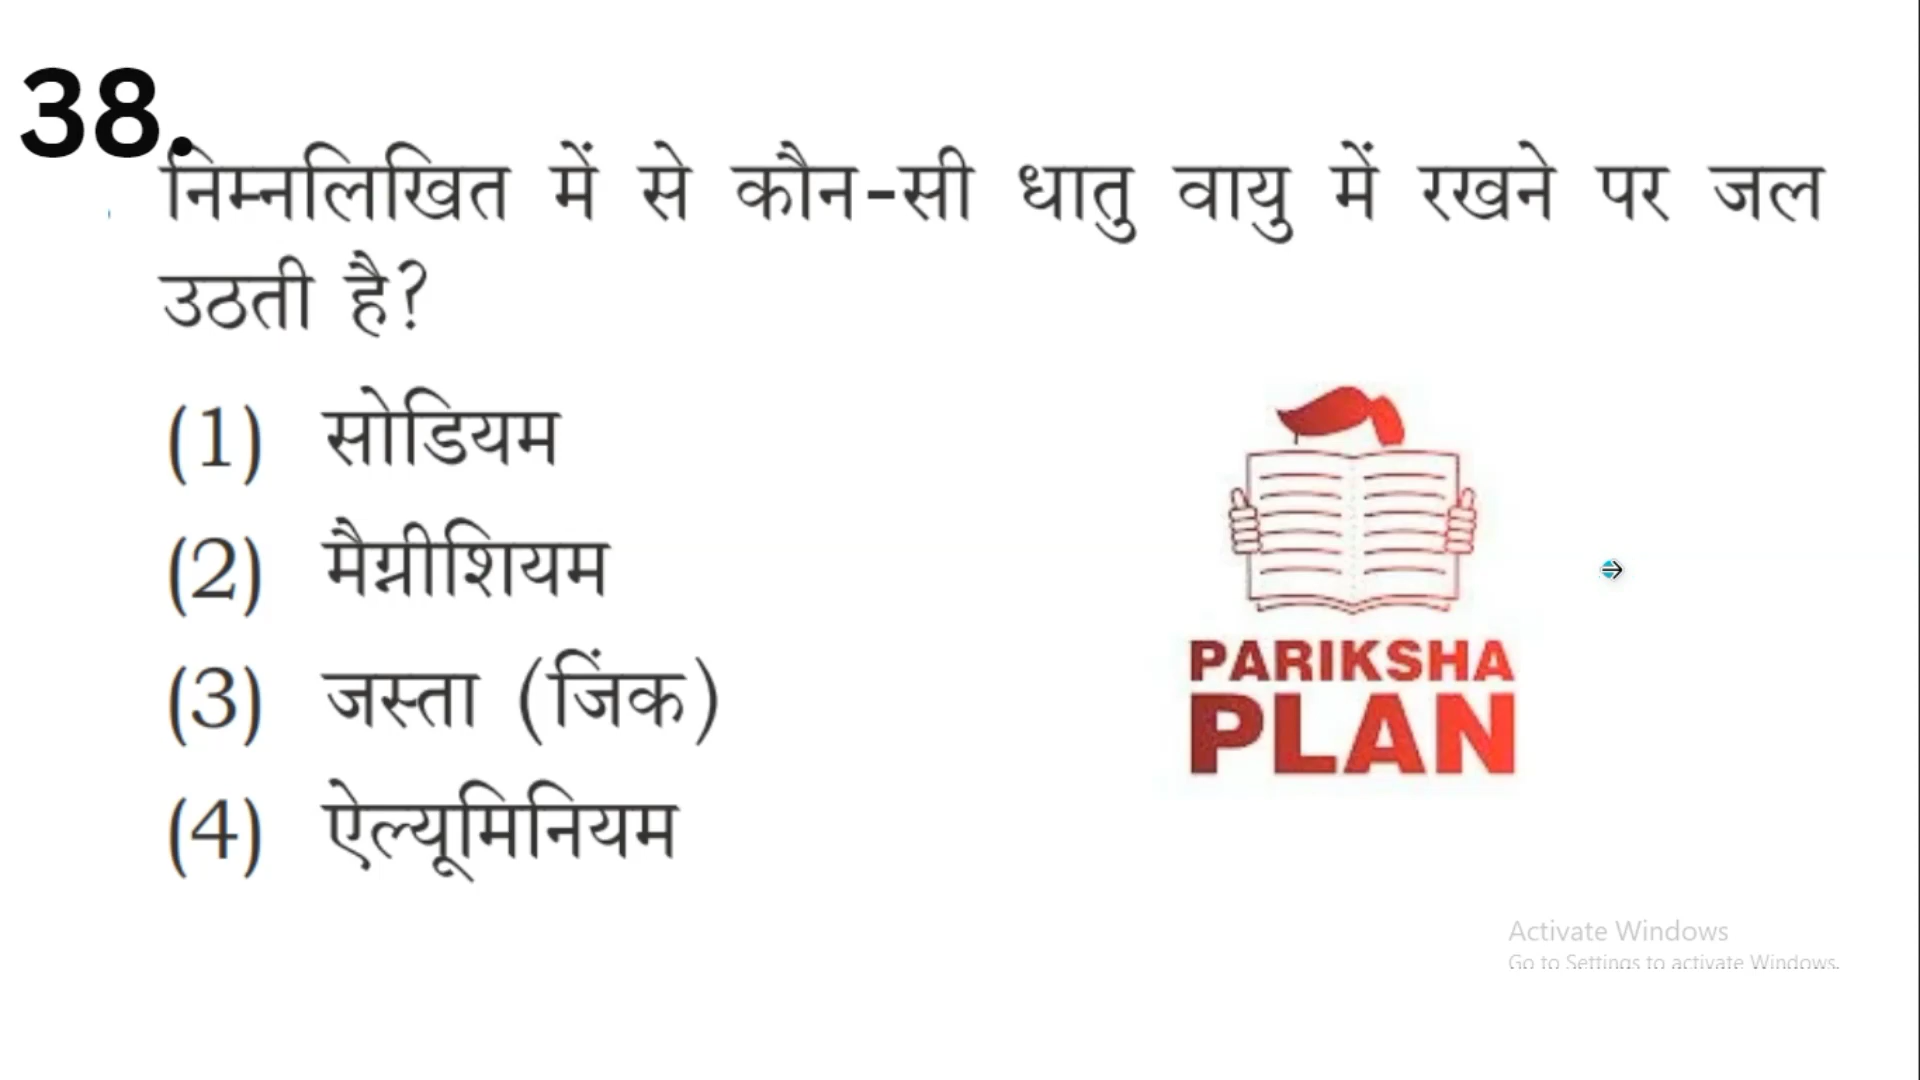 38.
निम्नलिखित में से कौन-सी धातु वायु में रखने पर जल
उठती है?
(1) सोडियम
(2) मैग्नीशियम
(3) जस्ता (जिंक)
(4) ऐल्यूमिनियम
PARIKSHA
PLAN
Activate Windows
Go to Settings to activate Windows.